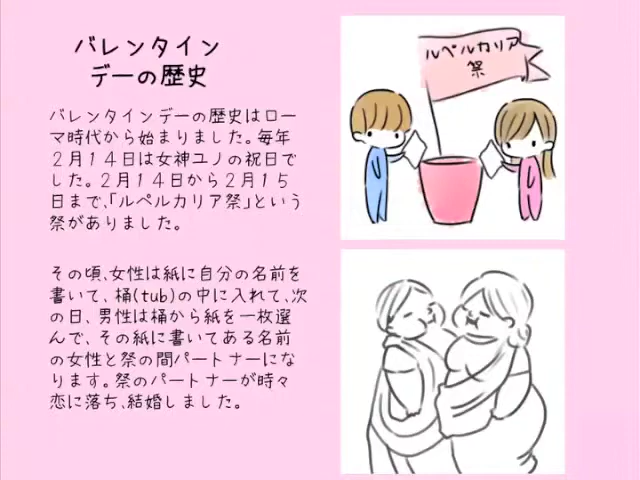 バレンタイン
デーの歴史
バレンタインデーの歴史はロー
マ時代から始まりました。毎年
2月14日は女神ユノの祝日で
した。2月14日から2月15
日まで、「ルペルカリア祭」という
祭がありました。
その頃、女性は紙に自分の名前を
書いて、桶(tub)の中に入れて、次
の日、男性は桶から紙を一枚選
んで、その紙に書いてある名前
の女性と祭の間パートナーにな
ります。祭のパートナーが時々
恋に落ち、結婚しました。
ルペルカリア
祭